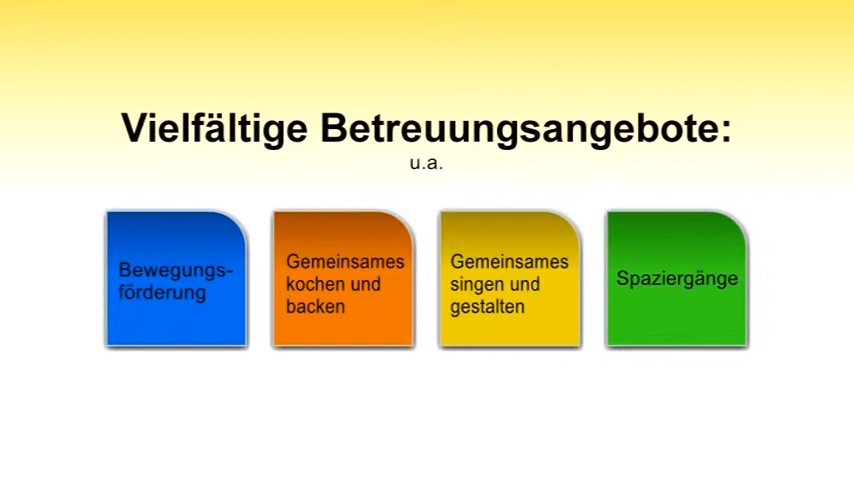 Vielfältige Betreuungsangebote:
u.a.
Bewegungs-
förderung
Gemeinsames
kochen und
backen
Gemeinsames
singen und
gestalten
Spaziergänge